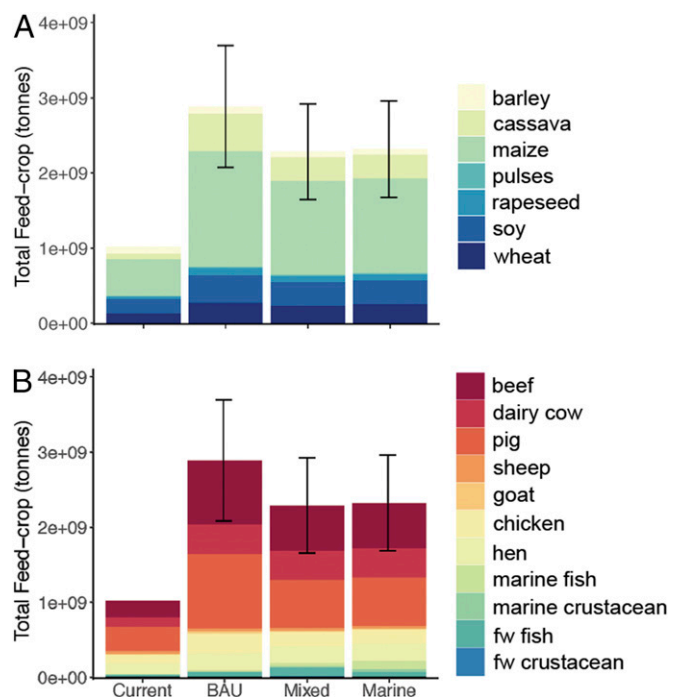 A
Total Feed-crop (tonnes)
4e+09
3e+09
2e+09
1e+09
0e+00
barley
cassava
maize
pulses
rapeseed
soy
wheat
B
Total Feed-crop (tonnes)
4e+09
3e+09
2e+09
1e+09
0e+00
Current BAU Mixed Marine
beef
dairy cow
pig
sheep
goat
chicken
hen
marine fish
marine crustacean
fw fish
fw crustacean